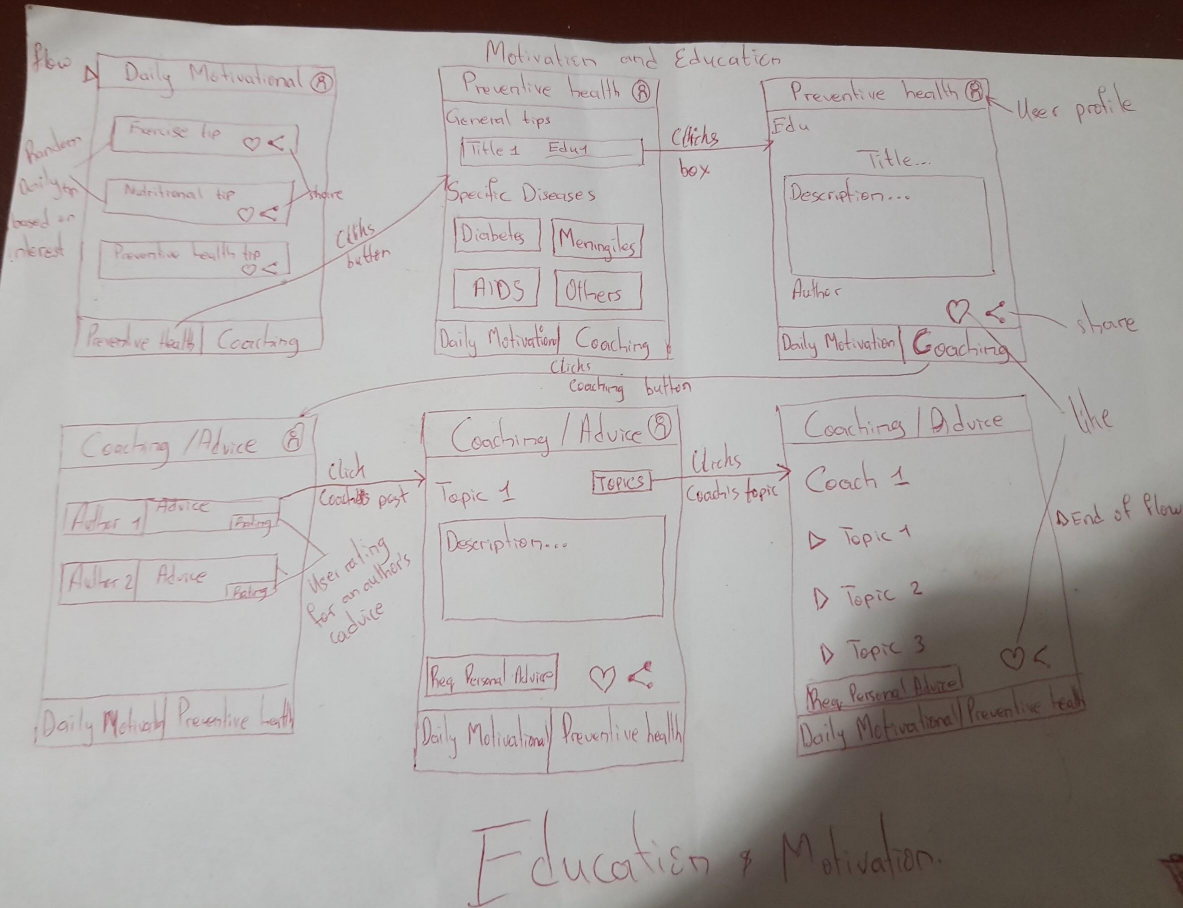 Motivation and Education
flow
Daily Motivational
Exercise tip
Nutritional tip
Preventive health tip
Random
Daily tip
based on
interest
share
Preventive Health
Coaching
Clicks
button
Preventive health
General tips
Title 1 Edu1
Specific Diseases
Diabetes
Meningites
AIDS
Others
Daily Motivation
Coaching
Clicks
box
Preventive health
Edu
Title...
Description...
Author
Daily Motivation
Coaching
User profile
share
like
Clicks
Coaching button
Coaching /Advice
Author 1
Advice
Rating
Author 2
Advice
Rating
Daily Motivatio
Preventive health
Click
Coach's post
User rating
for an author's
advice
Coaching / Advice
Topic 1
TOPICS
Description...
Req Personal Advice
Daily Motivational
Preventive health
Clicks
Coach's topic
Coaching / Advice
Coach 1
Topic 1
Topic 2
Topic 3
Req Personal Advice
Daily Motivational
Preventive health
End of flow
Education & Motivation.